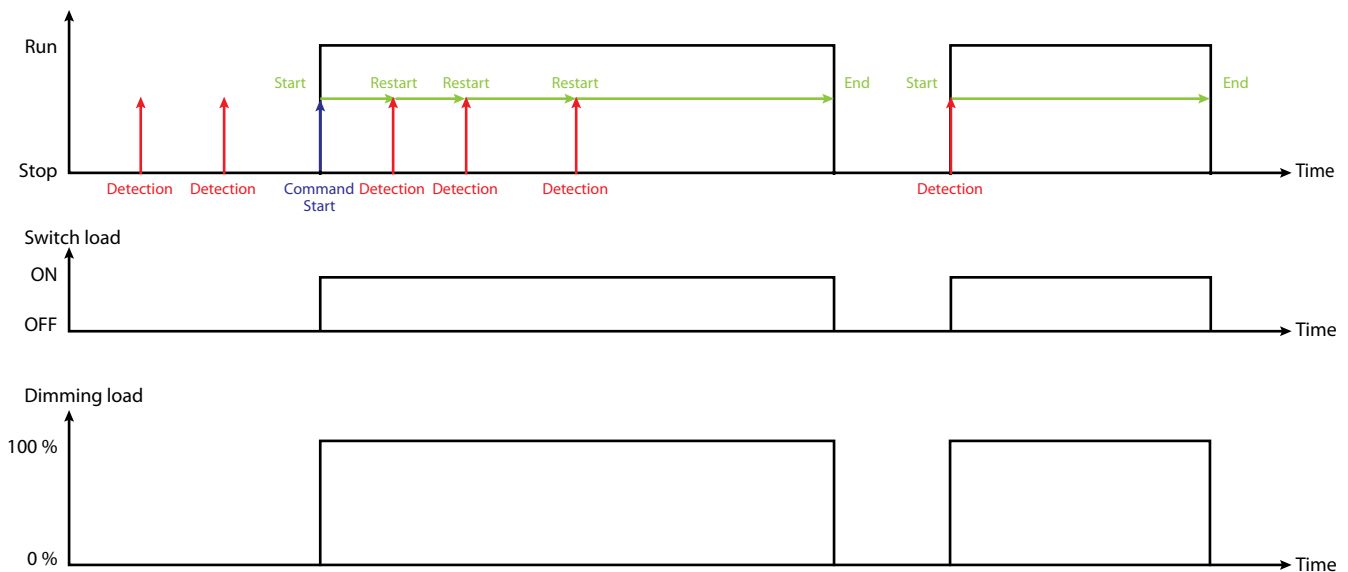 Run
Start
Restart
Restart
Restart
End
Start
End
Stop
Time
Detection
Detection
Command
Start
Detection
Detection
Detection
Detection
Switch load
ON
OFF
Time
Dimming load
100 %
0 %
Time